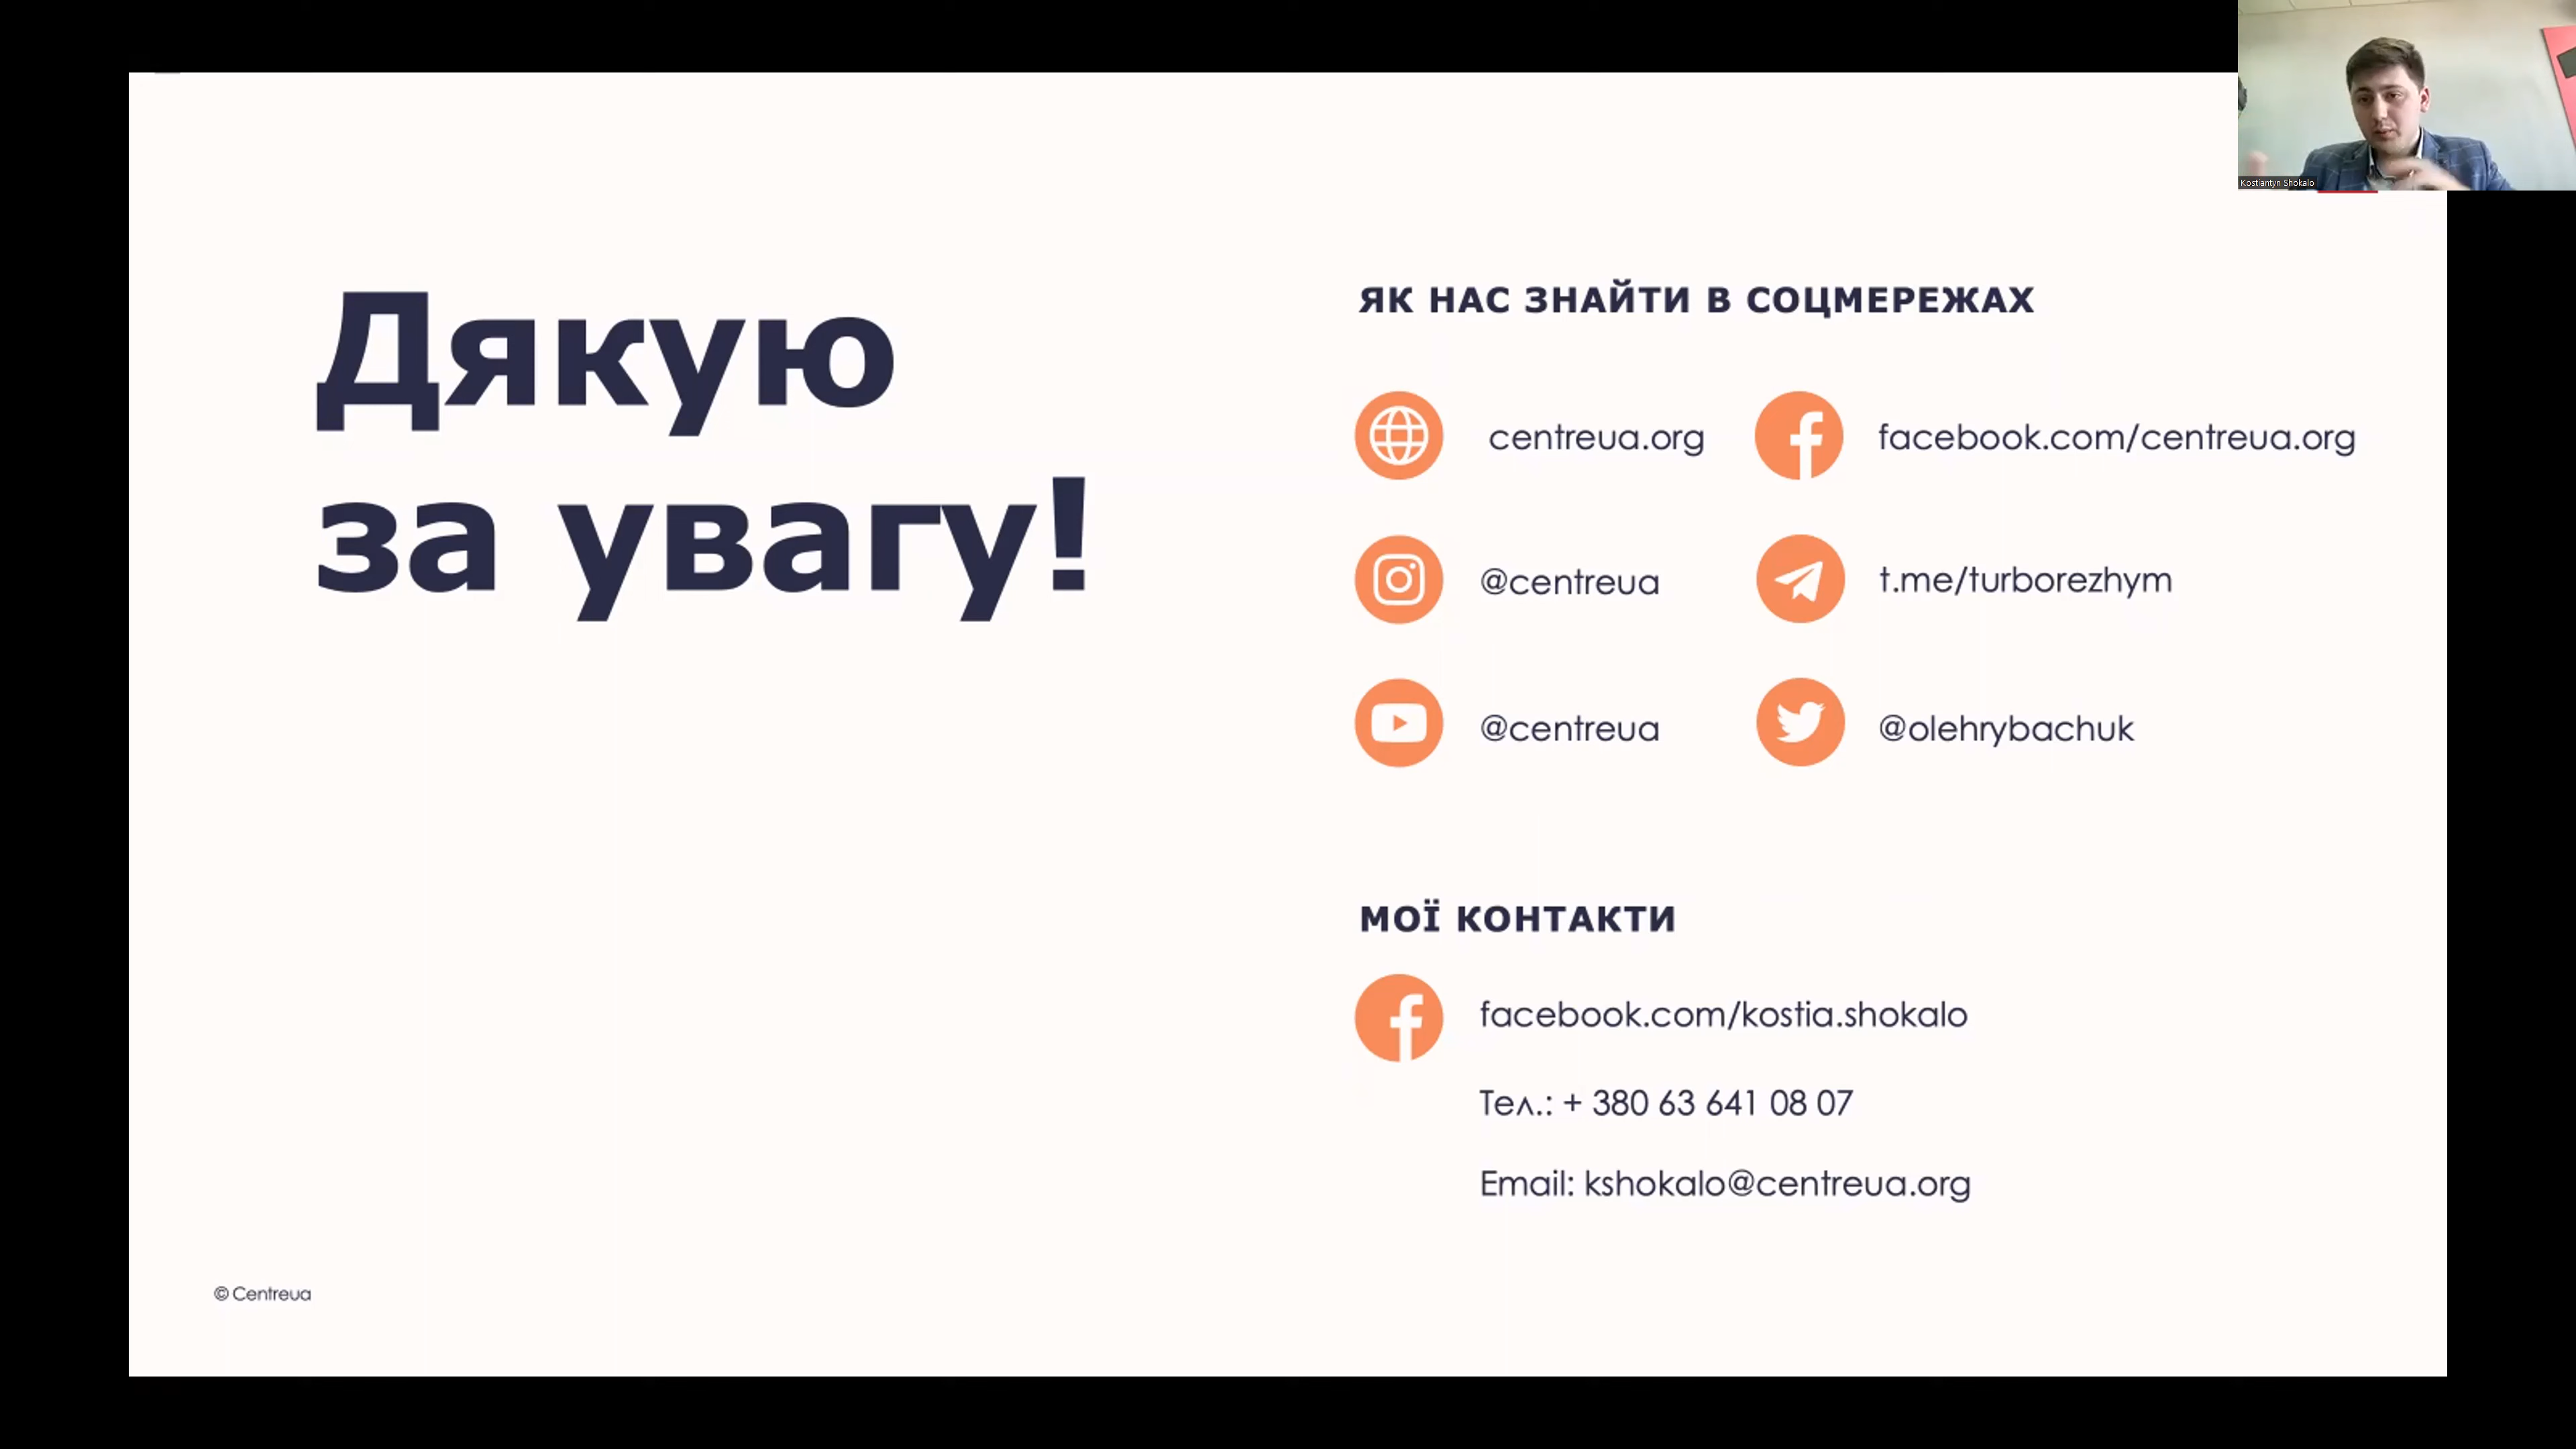 Kostiantyn Shokalo
Дякую
за увагу!
ЯК НАС ЗНАЙТИ В СОЦМЕРЕЖАХ
centreua.org
facebook.com/centreua.org
@centreua
t.me/turborezhym
@centreua
@olehrybachuk
МОЇ КОНТАКТИ
facebook.com/kostia.shokalo
Тел.: + 380 63 641 08 07
Email: kshokalo@centreua.org
© Centreua